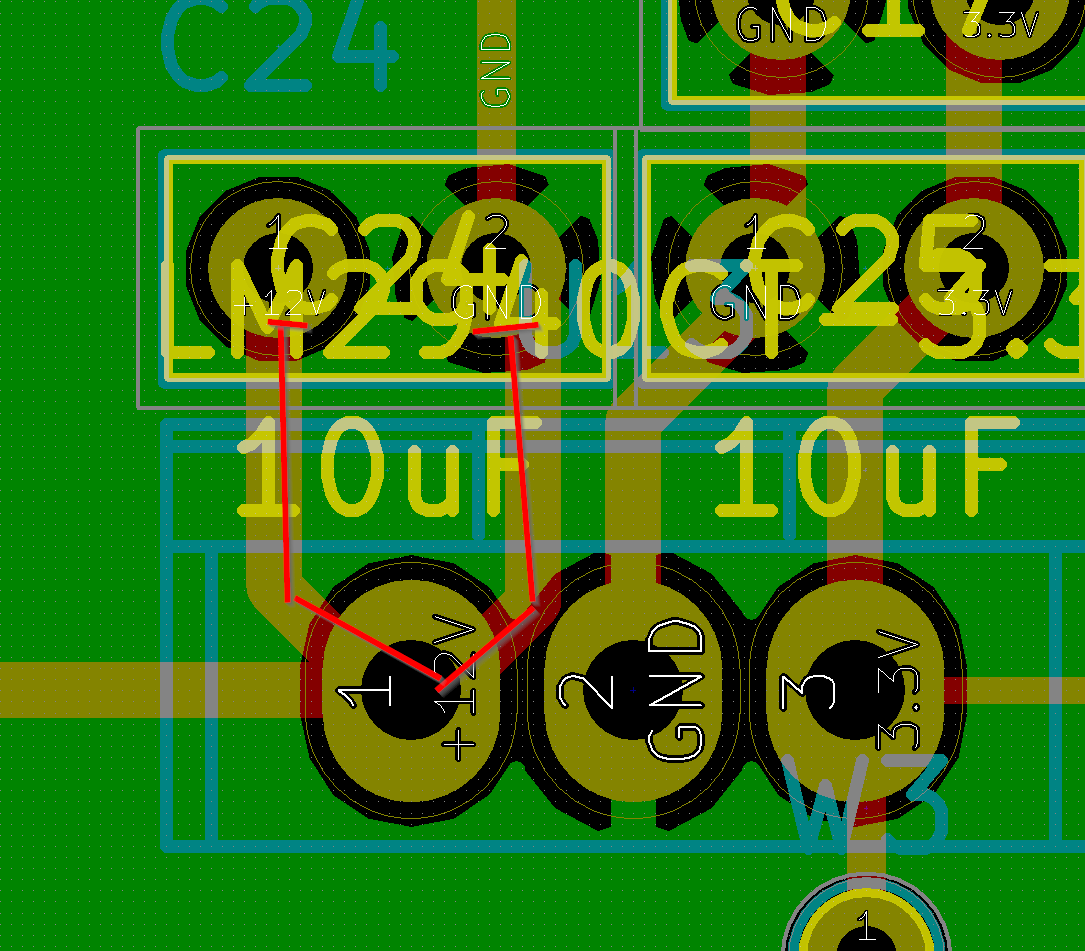 C24
GND
GND
3.3V
1
2
1
2
C24
C25
+12V
GND
GND
3.3V
LM2940CT 3.3
U3
10uF
10uF
1
+12V
2
GND
3
3.3V
W3
1